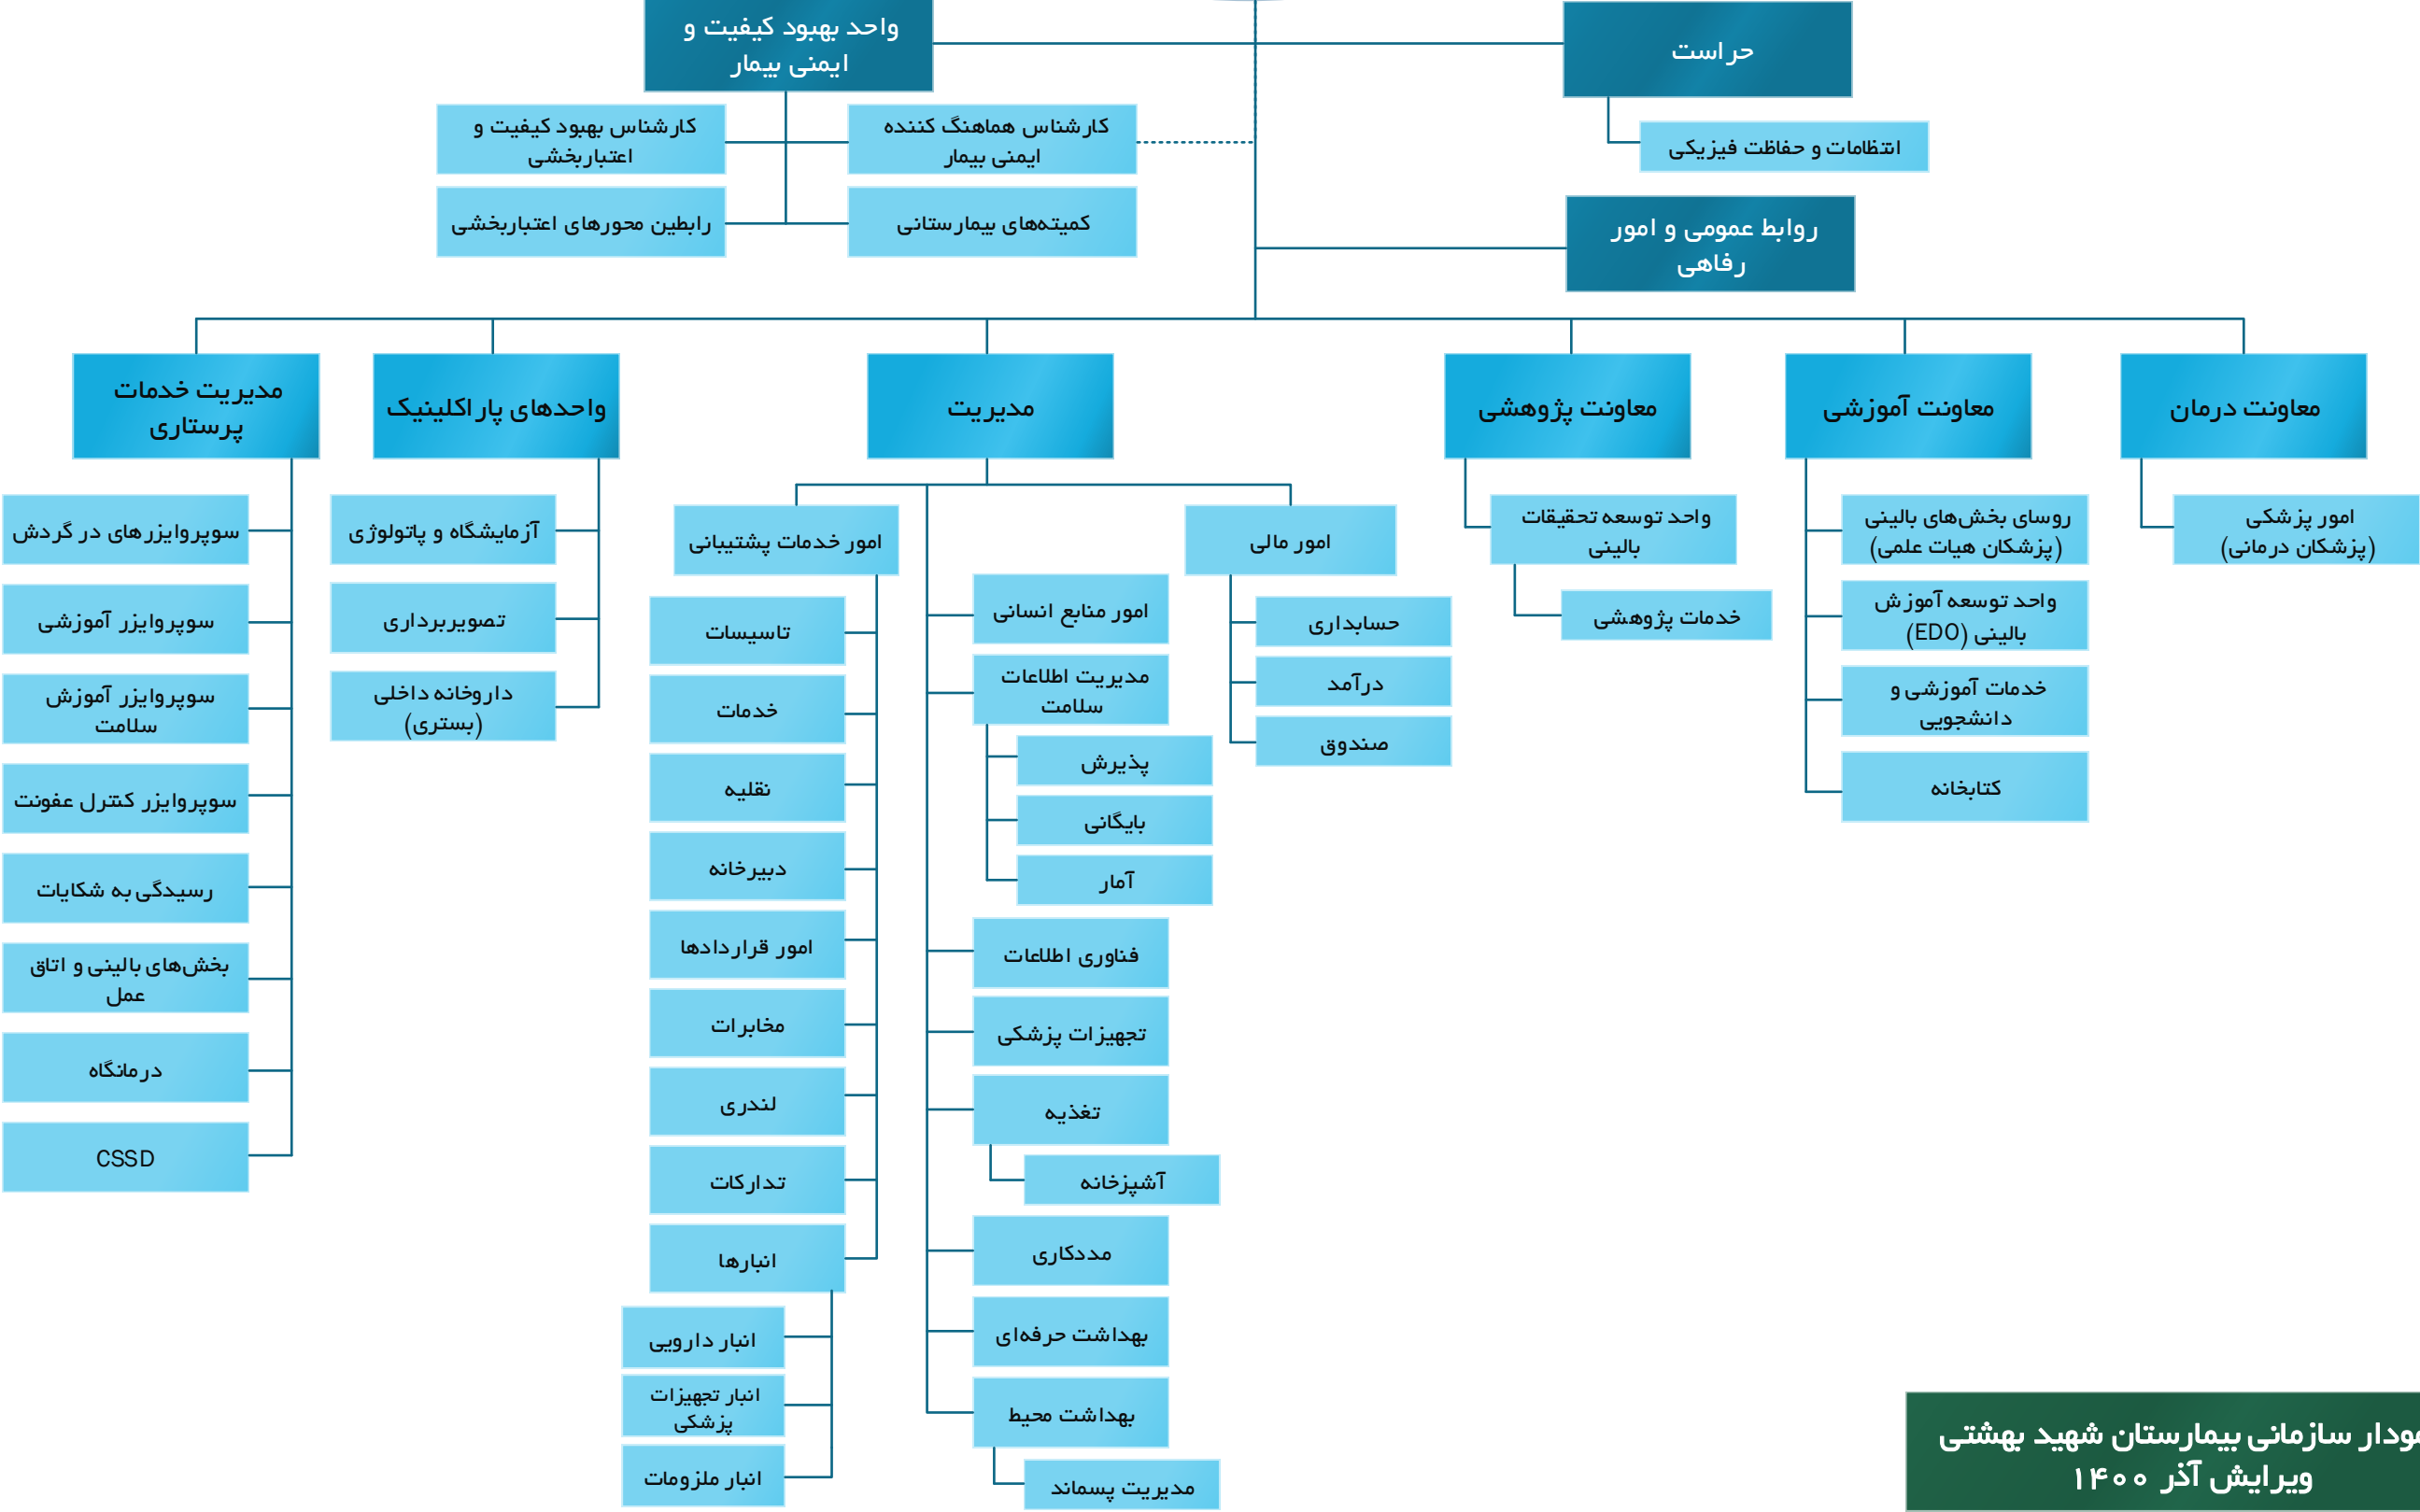 حراست
واحد بهبود کیفیت و
ایمنی بیمار
انتظامات و حفاظت فیزیکی
کارشناس هماهنگ کننده
ایمنی بیمار
کارشناس بهبود کیفیت و
اعتباربخشی
کمیته‌های بیمارستانی
رابطین محورهای اعتباربخشی
روابط عمومی و امور
رفاهی
معاونت درمان
امور پزشکی
(پزشکان درمانی)
معاونت آموزشی
روسای بخش‌های بالینی
(پزشکان هیات علمی)
واحد توسعه آموزش
بالینی (EDO)
خدمات آموزشی و
دانشجویی
کتابخانه
معاونت پژوهشی
واحد توسعه تحقیقات
بالینی
خدمات پژوهشی
مدیریت
امور مالی
حسابداری
درآمد
صندوق
امور منابع انسانی
مدیریت اطلاعات
سلامت
پذیرش
بایگانی
آمار
فناوری اطلاعات
تجهیزات پزشکی
تغذیه
آشپزخانه
مددکاری
بهداشت حرفه‌ای
بهداشت محیط
مدیریت پسماند
امور خدمات پشتیبانی
تاسیسات
خدمات
نقلیه
دبیرخانه
امور قراردادها
مخابرات
لندری
تدارکات
انبارها
انبار دارویی
انبار تجهیزات
پزشکی
انبار ملزومات
واحدهای پاراکلینیک
آزمایشگاه و پاتولوژی
تصویربرداری
داروخانه داخلی
(بستری)
مدیریت خدمات
پرستاری
سوپروایزرهای در گردش
سوپروایزر آموزشی
سوپروایزر آموزش
سلامت
سوپروایزر کنترل عفونت
رسیدگی به شکایات
بخش‌های بالینی و اتاق
عمل
درمانگاه
CSSD
سازمانی بیمارستان شهید بهشتی
ویرایش آذر ۱۴۰۰